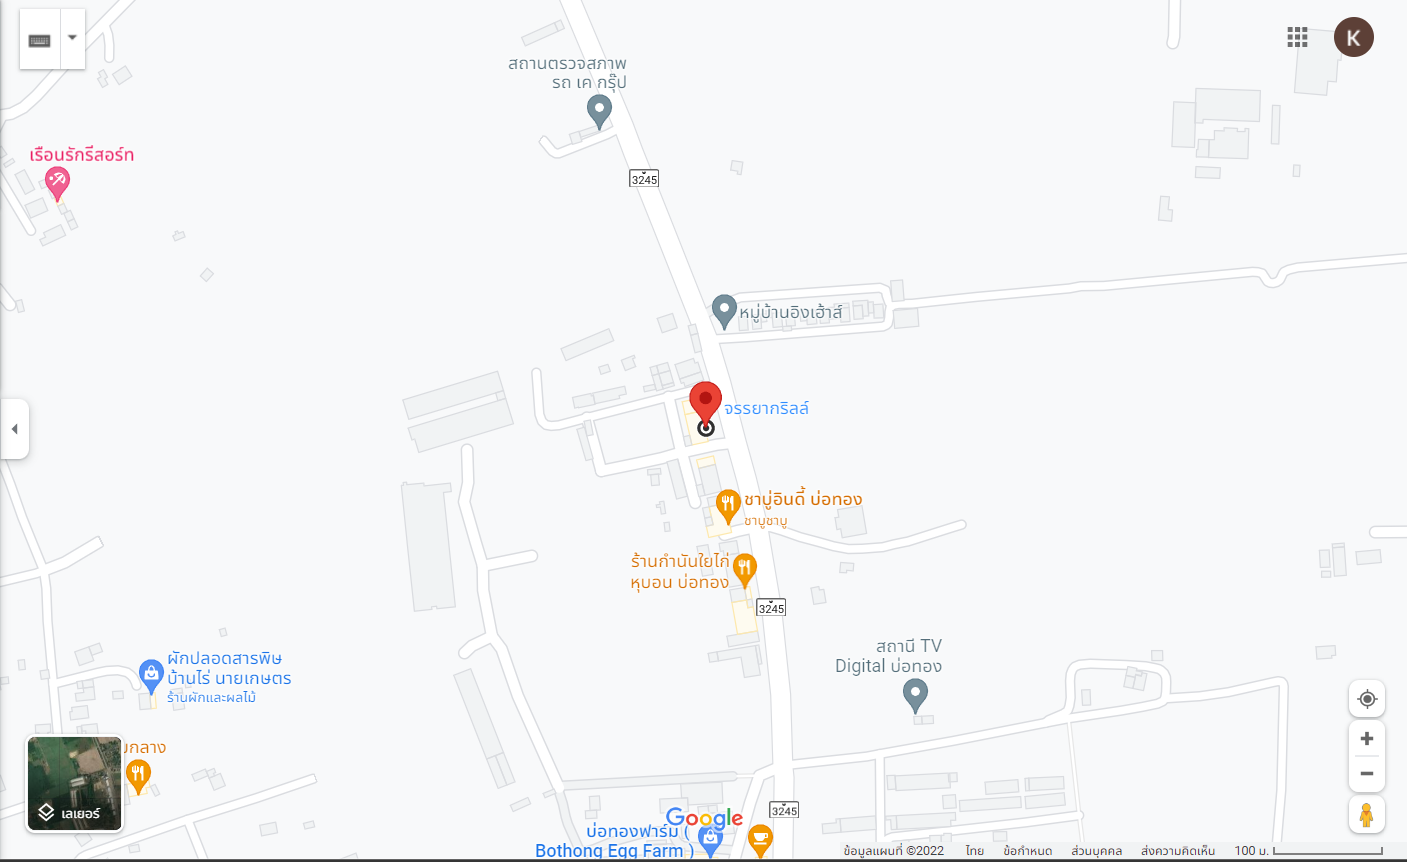 K
สถานตรวจสภาพ
รถ เค กรุ๊ป
เรือนรักรีสอร์ท
3245
หมู่บ้านอิงเฮ้าส์
จรรยากริลล์
ชาบู่อินดี้ บ่อทอง
ชาบูชาบู
ร้านกำนันใยไก่
หุบอน บ่อทอง
3245
สถานี TV
Digital บ่อทอง
ผักปลอดสารพิษ
บ้านไร่ นายเกษตร
ร้านผักและผลไม้
มกลาง
เลเยอร์
3245
Google
บ่อทองฟาร์ม (
Bothong Egg Farm )
ข้อมูลแผนที่ ©2022 ไทย ข้อกำหนด ส่วนบุคคล ส่งความคิดเห็น 100 ม.